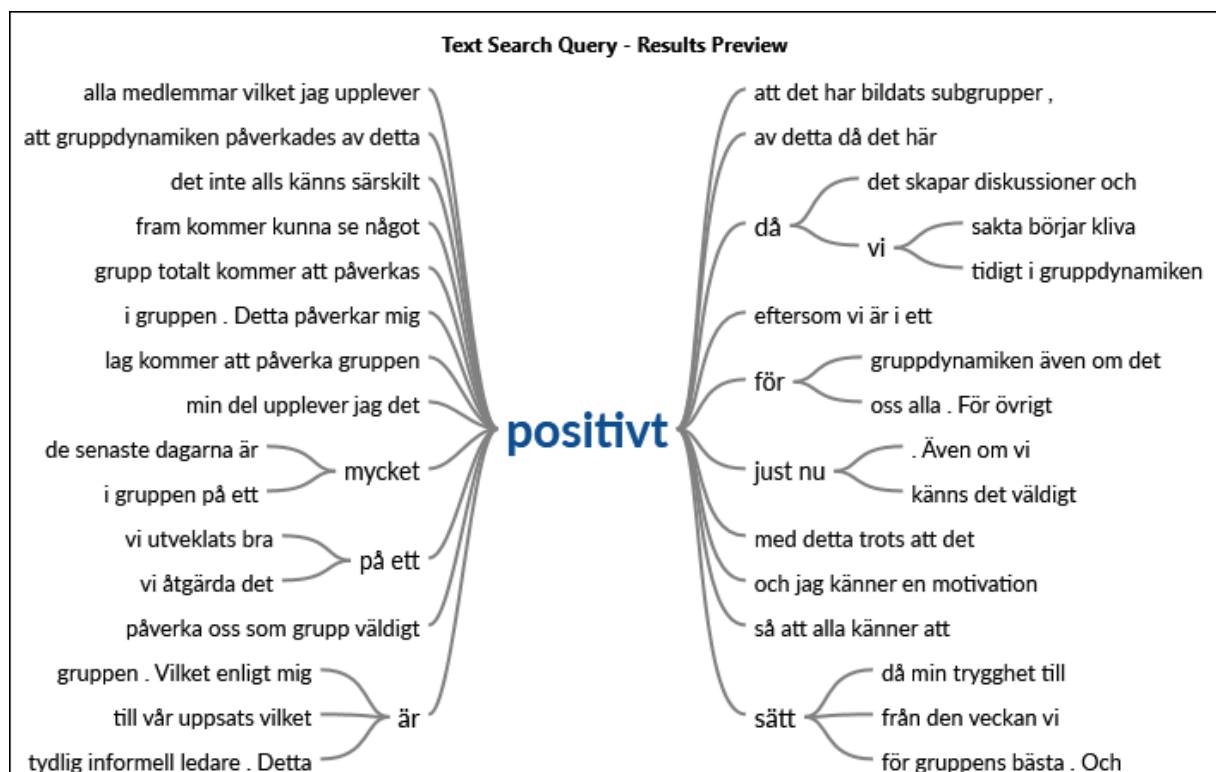 Text Search Query - Results Preview
alla medlemmar vilket jag upplever
att gruppdynamiken påverkades av detta
det inte alls känns särskilt
fram kommer kunna se något
grupp totalt kommer att påverkas
i gruppen . Detta påverkar mig
lag kommer att påverka gruppen
min del upplever jag det
de senaste dagarna är
i gruppen på ett
mycket
vi utveklats bra
vi åtgärda det
på ett
påverka oss som grupp väldigt
gruppen . Vilket enligt mig
till vår uppsats vilket
tydlig informell ledare . Detta
är
positivt
att det har bildats subgrupper ,
av detta då det här
då
det skapar diskussioner och
vi
sakta börjar kliva
tidigt i gruppdynamiken
eftersom vi är i ett
för
gruppdynamiken även om det
oss alla . För övrigt
just nu
. Även om vi
känns det väldigt
med detta trots att det
och jag känner en motivation
så att alla känner att
sätt
då min trygghet till
från den veckan vi
för gruppens bästa . Och